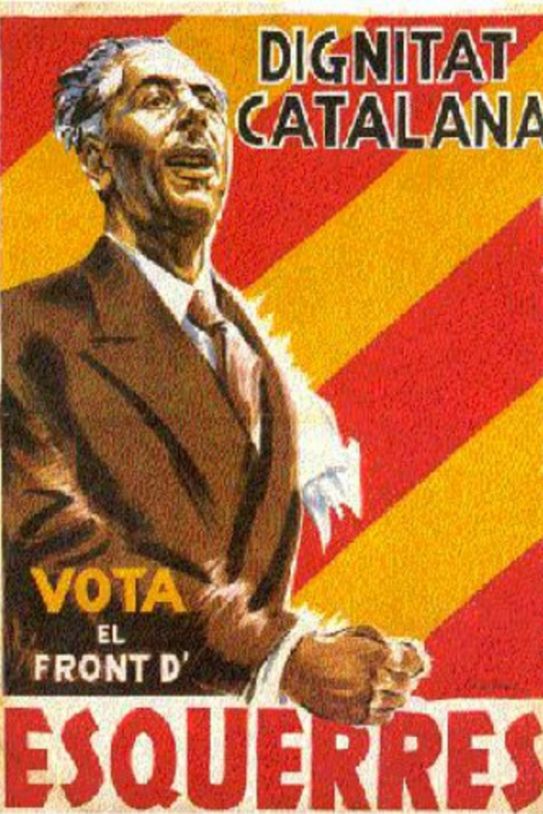 DIGNITAT
CATALANA
VOTA
EL
FRONT D'
ESQUERRES